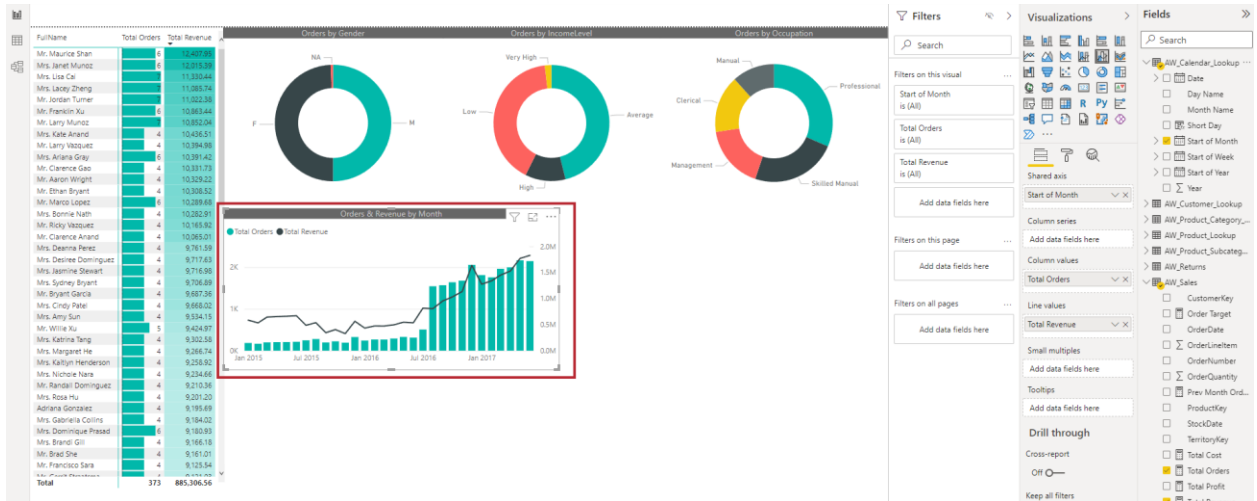 FullName Total Orders Total Revenue
Mr. Maurice Shan 6 12,407.95
Mrs. Janet Munoz 6 12,015.39
Mrs. Lisa Cai 7 11,330.44
Mrs. Lacey Zheng 7 11,085.74
Mr. Jordan Turner 7 11,022.38
Mr. Franklin Xu 6 10,863.44
Mr. Larry Munoz 7 10,852.04
Mrs. Kate Anand 4 10,436.51
Mr. Larry Vazquez 4 10,394.98
Mrs. Ariana Gray 6 10,391.42
Mr. Clarence Gao 4 10,331.73
Mr. Aaron Wright 4 10,329.22
Mr. Ethan Bryant 4 10,308.52
Mr. Marco Lopez 6 10,289.68
Mrs. Bonnie Nath 4 10,282.91
Mr. Ricky Vazquez 4 10,165.92
Mr. Clarence Anand 4 10,065.01
Mrs. Deanna Perez 4 9,761.59
Mrs. Desiree Dominguez 4 9,717.63
Mrs. Jasmine Stewart 4 9,716.98
Mr. Sydney Bryant 4 9,706.89
Mr. Bryant Garcia 4 9,687.36
Mrs. Cindy Patel 4 9,668.02
Mrs. Amy Sun 4 9,534.15
Mr. Willie Xu 5 9,424.97
Mrs. Katrina Tang 4 9,302.58
Mrs. Margaret He 4 9,266.74
Mrs. Kaitlyn Henderson 4 9,258.92
Mrs. Nichole Nara 4 9,234.66
Mr. Randall Dominguez 4 9,210.36
Mrs. Rosa Hu 4 9,201.20
Adriana Gonzalez 4 9,195.69
Mrs. Gabriella Collins 4 9,184.02
Mrs. Dominique Prasad 6 9,180.93
Mrs. Brandi Gill 4 9,166.18
Mr. Brad She 4 9,161.01
Mr. Francisco Sara 4 9,125.54
Total 373 885,306.56
Orders by Gender
NA
F
M
Orders by IncomeLevel
Very High
Low
Average
High
Orders by Occupation
Manual
Professional
Clerical
Management
Skilled Manual
Orders & Revenue by Month
Total Orders Total Revenue
2K
1K
0K
2.0M
1.5M
1.0M
0.5M
0.0M
Jan 2015 Jul 2015 Jan 2016 Jul 2016 Jan 2017
Filters
Search
Filters on this visual ...
Start of Month
is (All)
Total Orders
is (All)
Total Revenue
is (All)
Add data fields here
Filters on this page ...
Add data fields here
Filters on all pages ...
Add data fields here
Visualizations
R Py
...
Shared axis
Start of Month
Column series
Add data fields here
Column values
Total Orders
Line values
Total Revenue
Small multiples
Add data fields here
Tooltips
Add data fields here
Drill through
Cross-report
Off
Keep all filters
Fields
Search
AW_Calendar_Lookup ...
Date
Day Name
Month Name
Short Day
Start of Month
Start of Week
Start of Year
Year
AW_Customer_Lookup
AW_Product_Category_...
AW_Product_Lookup
AW_Product_Subcateg...
AW_Returns
AW_Sales
CustomerKey
Order Target
OrderDate
OrderLineItem
OrderNumber
OrderQuantity
Prev Month Ord...
ProductKey
StockDate
TerritoryKey
Total Cost
Total Orders
Total Profit